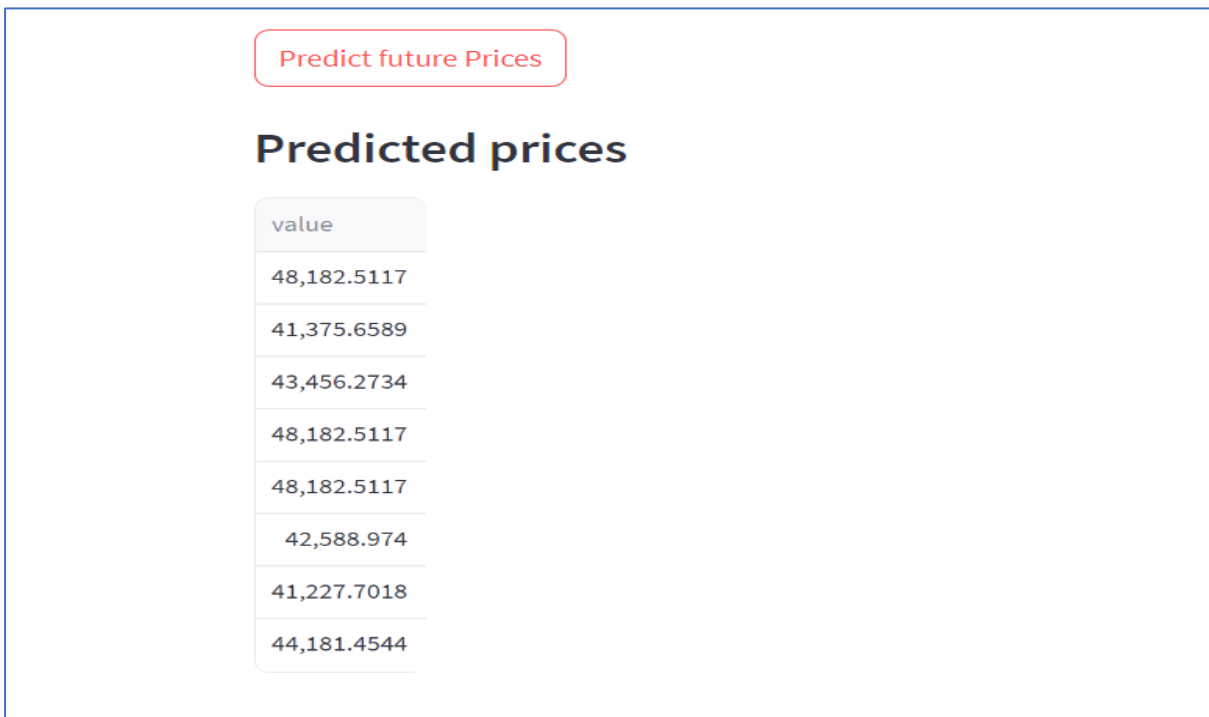 Predict future Prices
Predicted prices
value
48,182.5117
41,375.6589
43,456.2734
48,182.5117
48,182.5117
42,588.974
41,227.7018
44,181.4544